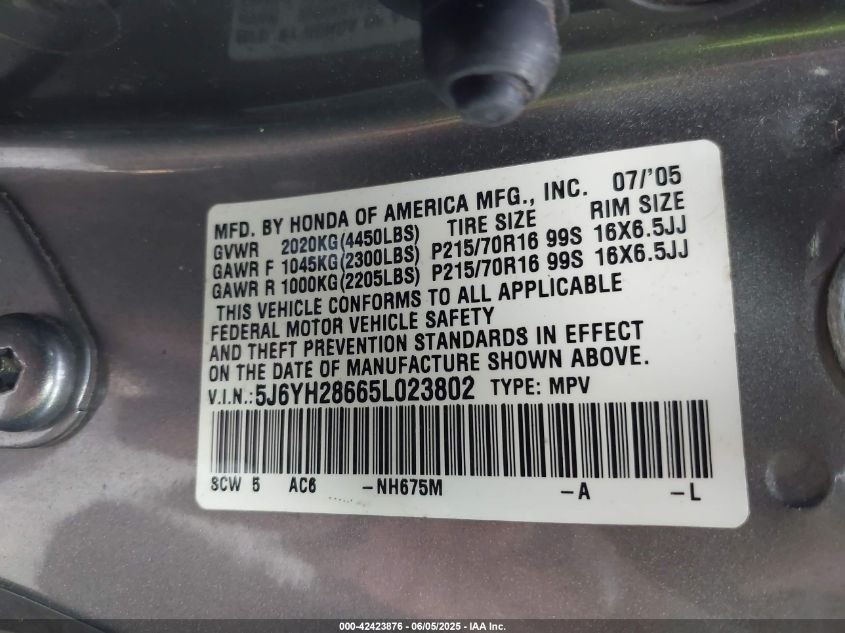 MFD. BY HONDA OF AMERICA MFG., INC. 07/'05
GVWR 2020KG(4450LBS) TIRE SIZE RIM SIZE
GAWR F 1045KG(2300LBS) P215/70R16 99S 16X6.5JJ
GAWR R 1000KG(2205LBS) P215/70R16 99S 16X6.5JJ
THIS VEHICLE CONFORMS TO ALL APPLICABLE
FEDERAL MOTOR VEHICLE SAFETY
AND THEFT PREVENTION STANDARDS IN EFFECT
ON THE DATE OF MANUFACTURE SHOWN ABOVE.
V.I.N.:5J6YH28665L023802 TYPE: MPV
SCW 5 AC6 -NH675M -A -L
000-42423876 - 06/05/2025 - IAA Inc.